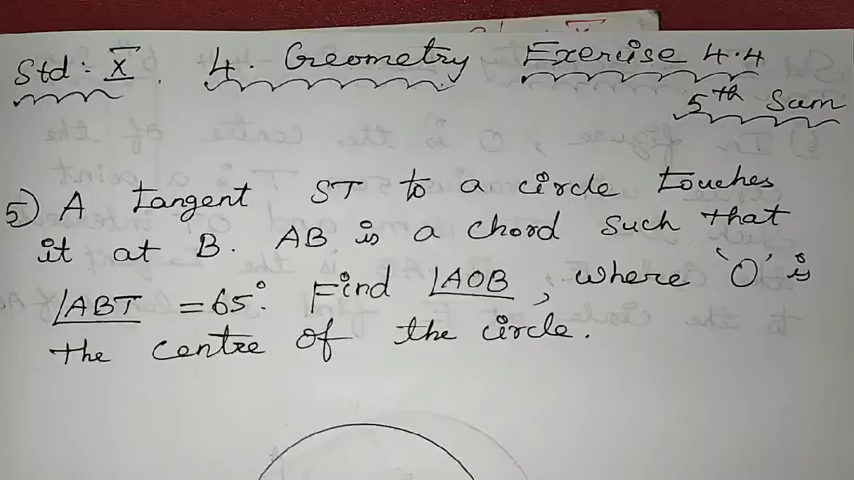 Std: X. 4. Geometry Exercise 4.4
5th Sum
5) A tangent ST to a circle touches
it at B. AB is a chord such that
∠ABT = 65°. Find ∠AOB, where 'O' is
the centre of the circle.